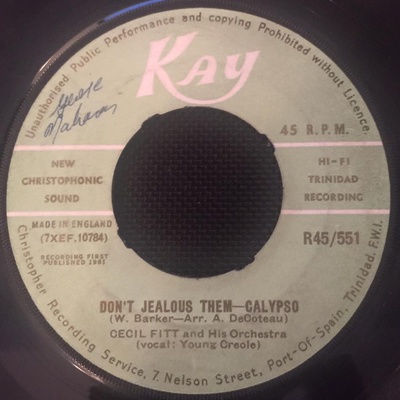 Unauthorised Public Performance and copying Prohibited without Licence.
Kay
45 R.P.M.
NEW
CHRISTOPHONIC
SOUND
HI-FI
TRINIDAD
RECORDING
MADE IN ENGLAND
(7XEF.10784)
R45/551
RECORDING FIRST
PUBLISHED 1961
DON'T JEALOUS THEM—CALYPSO
(W. Barker—Arr. A. DeCoteau)
CECIL FITT and His Orchestra
(vocal: Young Creole)
Christopher Recording Service, 7, Nelson Street, Port-Of-Spain, Trinidad, F.W.I.